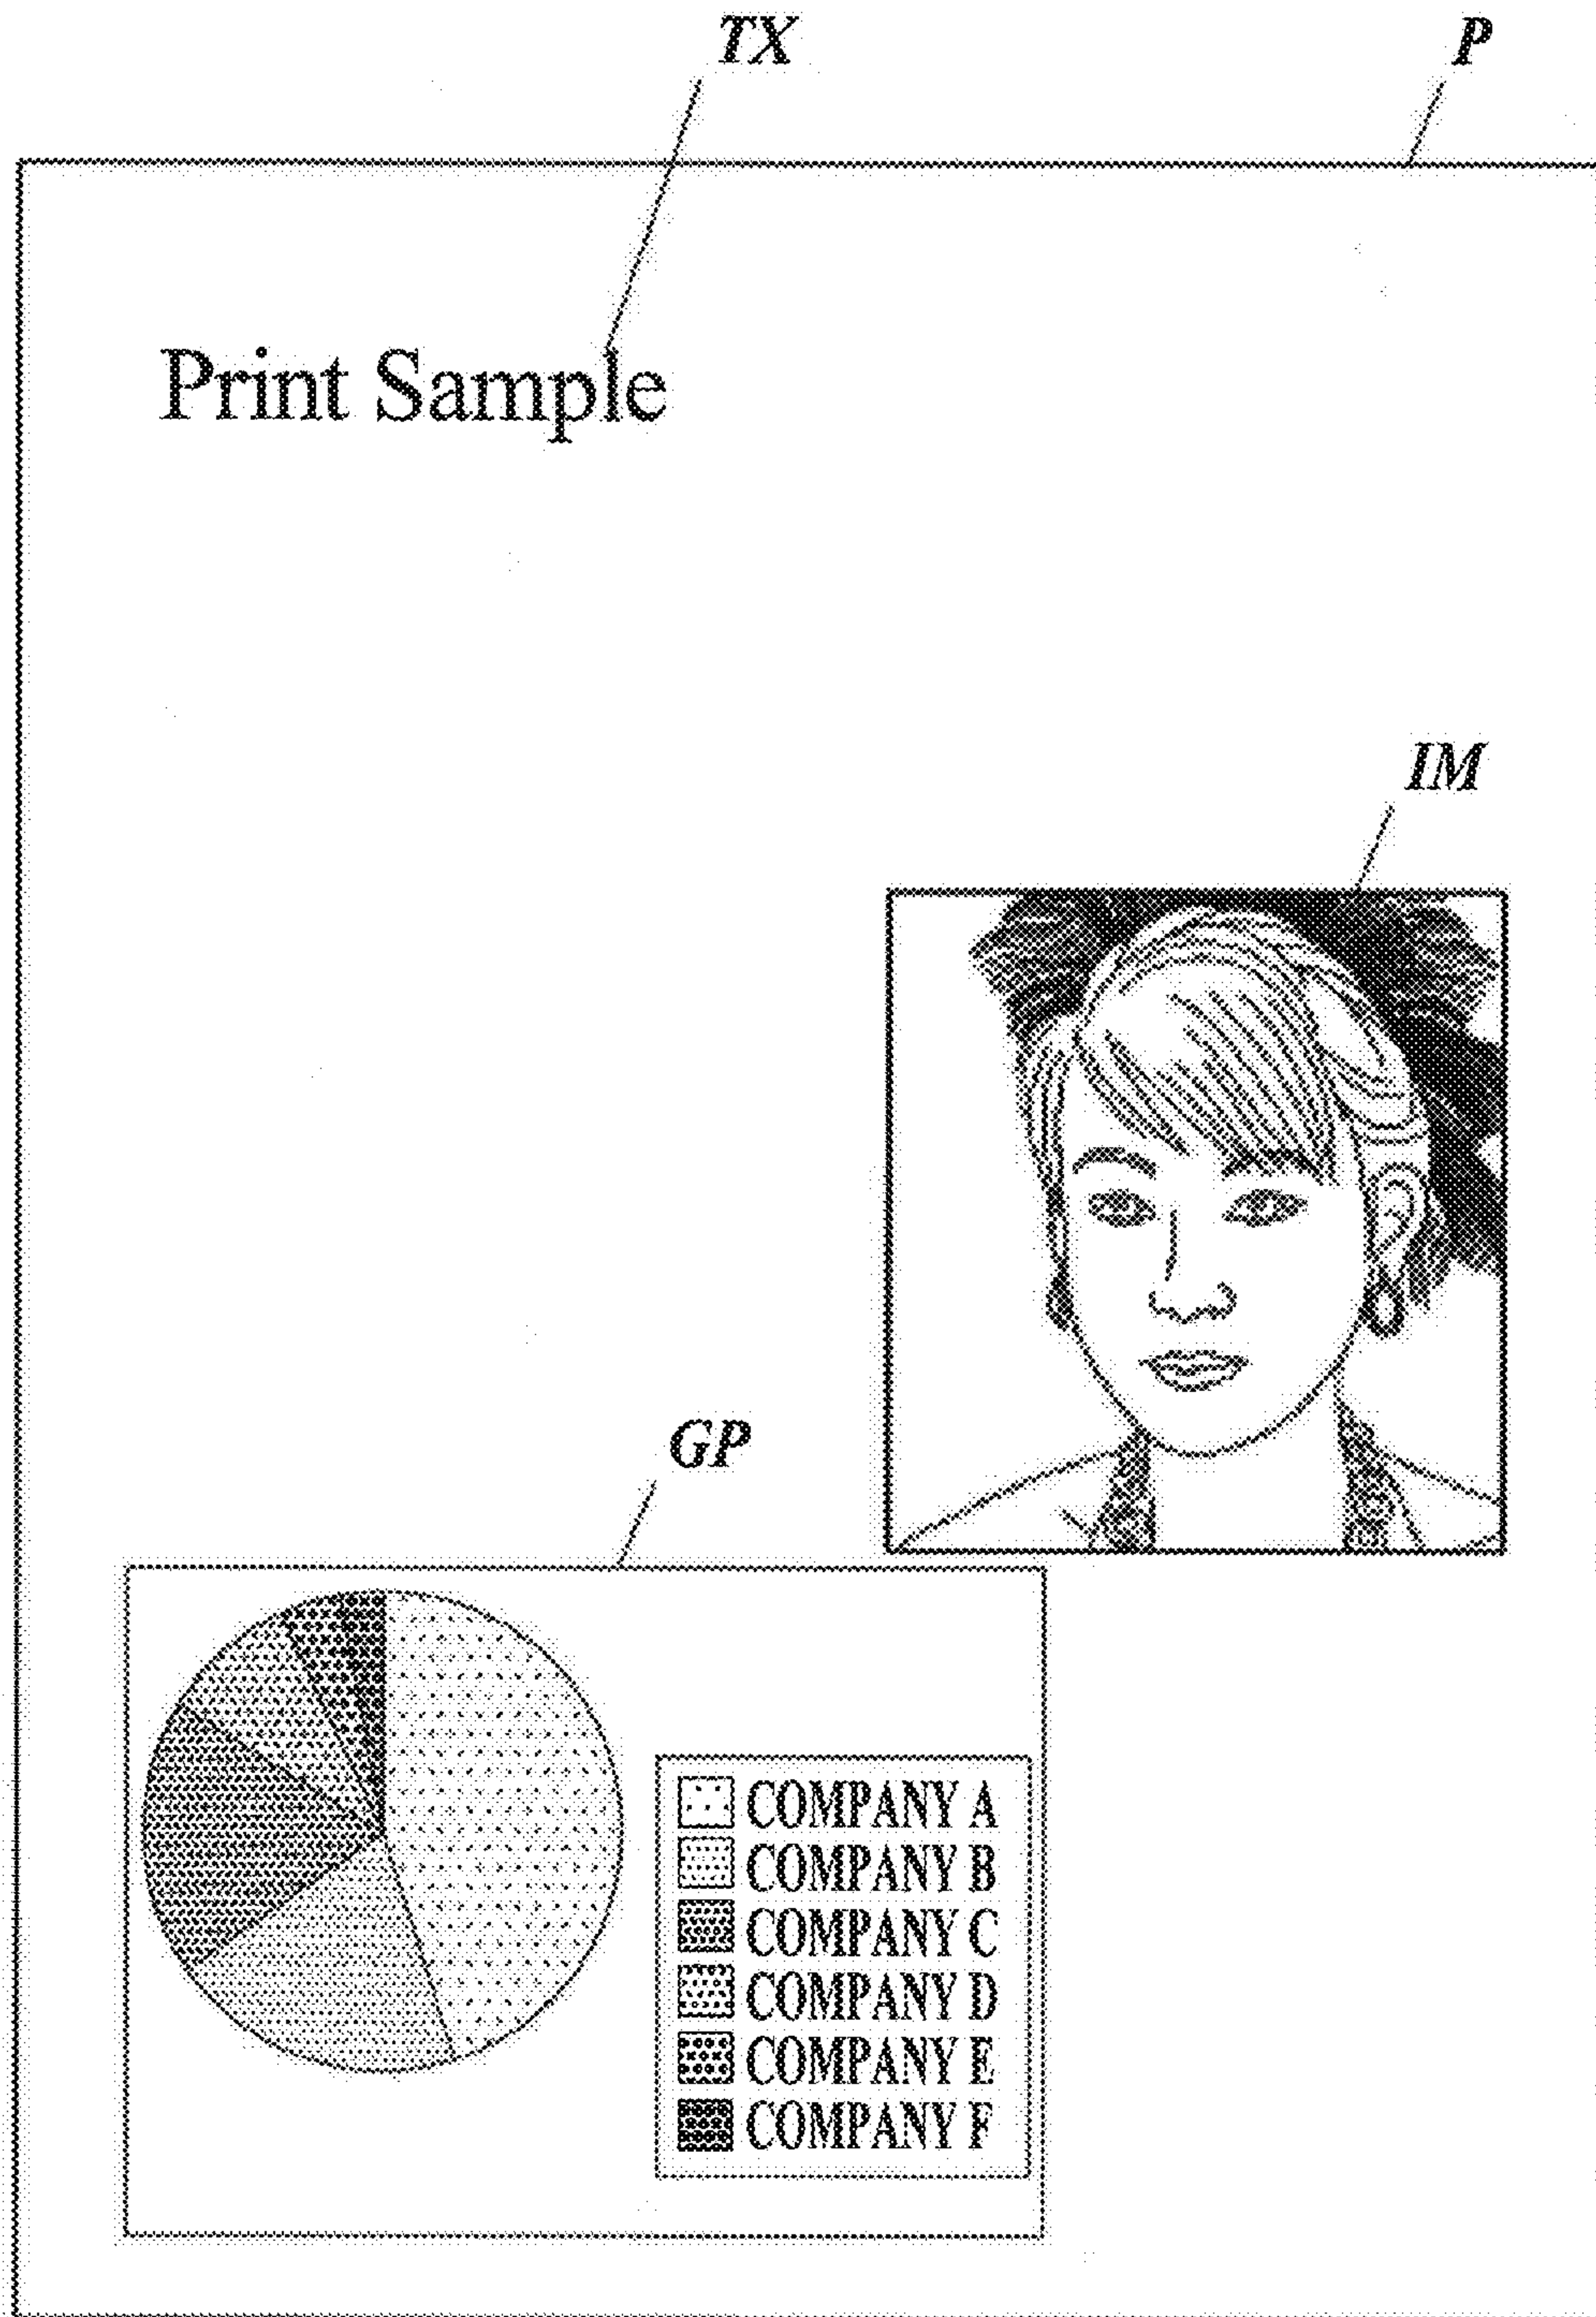 TX
P
Print Sample
IM
GP
COMPANY A
COMPANY B
COMPANY C
COMPANY D
COMPANY E
COMPANY F